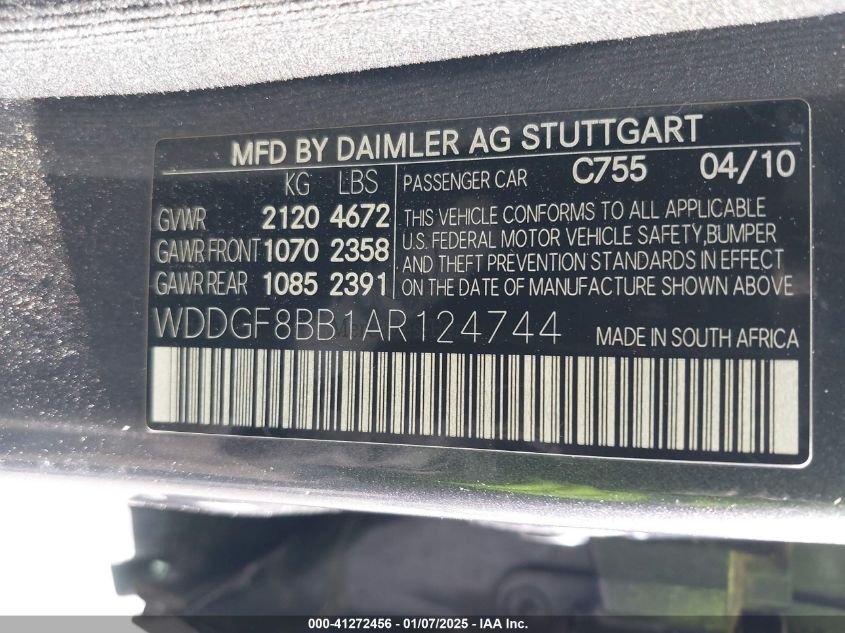 MFD BY DAIMLER AG STUTTGART
KG LBS
GVWR 2120 4672
GAWR FRONT 1070 2358
GAWR REAR 1085 2391
PASSENGER CAR C755 04/10
THIS VEHICLE CONFORMS TO ALL APPLICABLE
U.S. FEDERAL MOTOR VEHICLE SAFETY,BUMPER
AND THEFT PREVENTION STANDARDS IN EFFECT
ON THE DATE OF MANUFACTURE SHOWN ABOVE
WDDGF8BB1AR124744 MADE IN SOUTH AFRICA
000-41272456 - 01/07/2025 - IAA Inc.